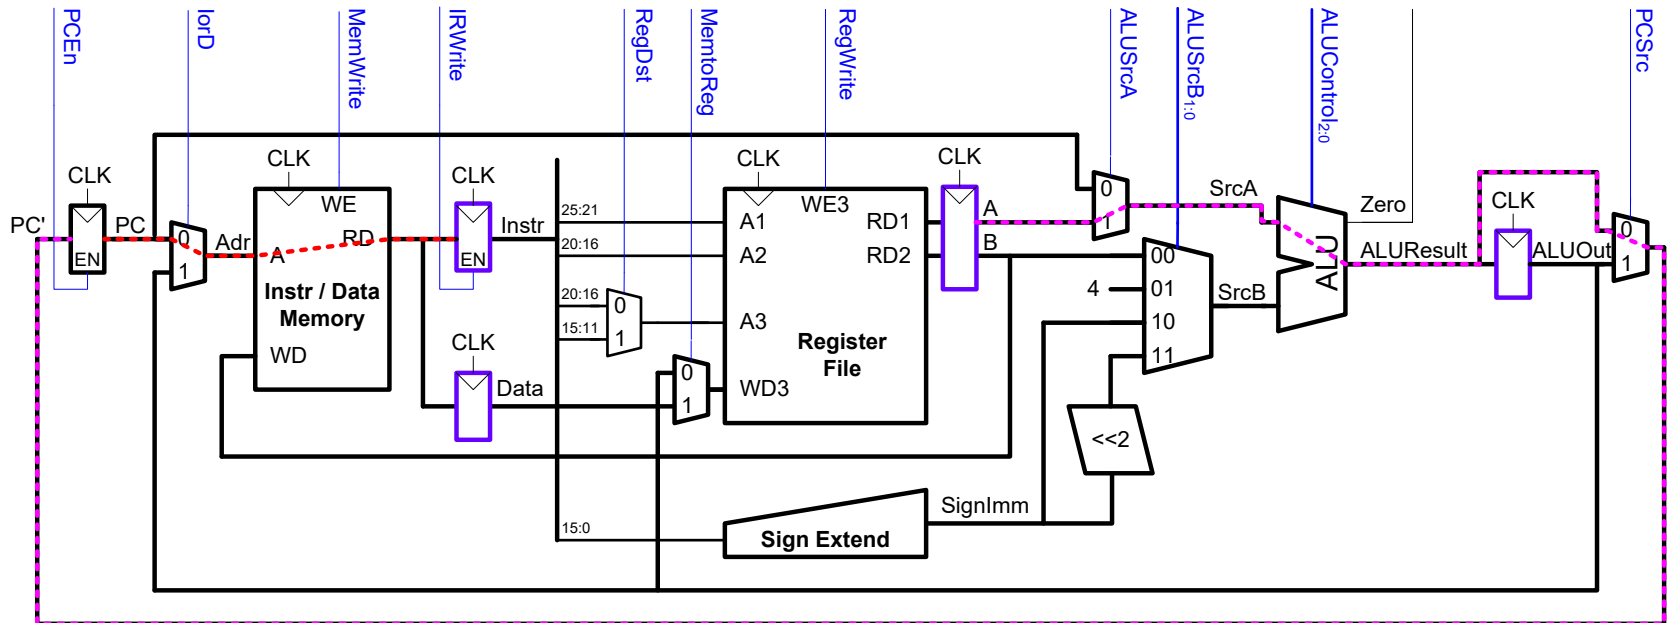 PCEn
IorD
MemWrite
IRWrite
RegDst
MemtoReg
RegWrite
ALUSrcA
ALUSrcB1:0
ALUControl2:0
PCSrc
CLK
CLK
CLK
CLK
CLK
CLK
CLK
PC'
PC
EN
0
1
Adr
WE
A
RD
Instr / Data
Memory
WD
EN
Instr
Data
25:21
20:16
20:16
15:11
15:0
0
1
0
1
A1
A2
A3
WD3
WE3
RD1
RD2
Register
File
A
B
0
1
SrcA
00
4
01
10
11
SrcB
<<2
SignImm
Sign Extend
ALU
Zero
ALUResult
ALUOut
0
1